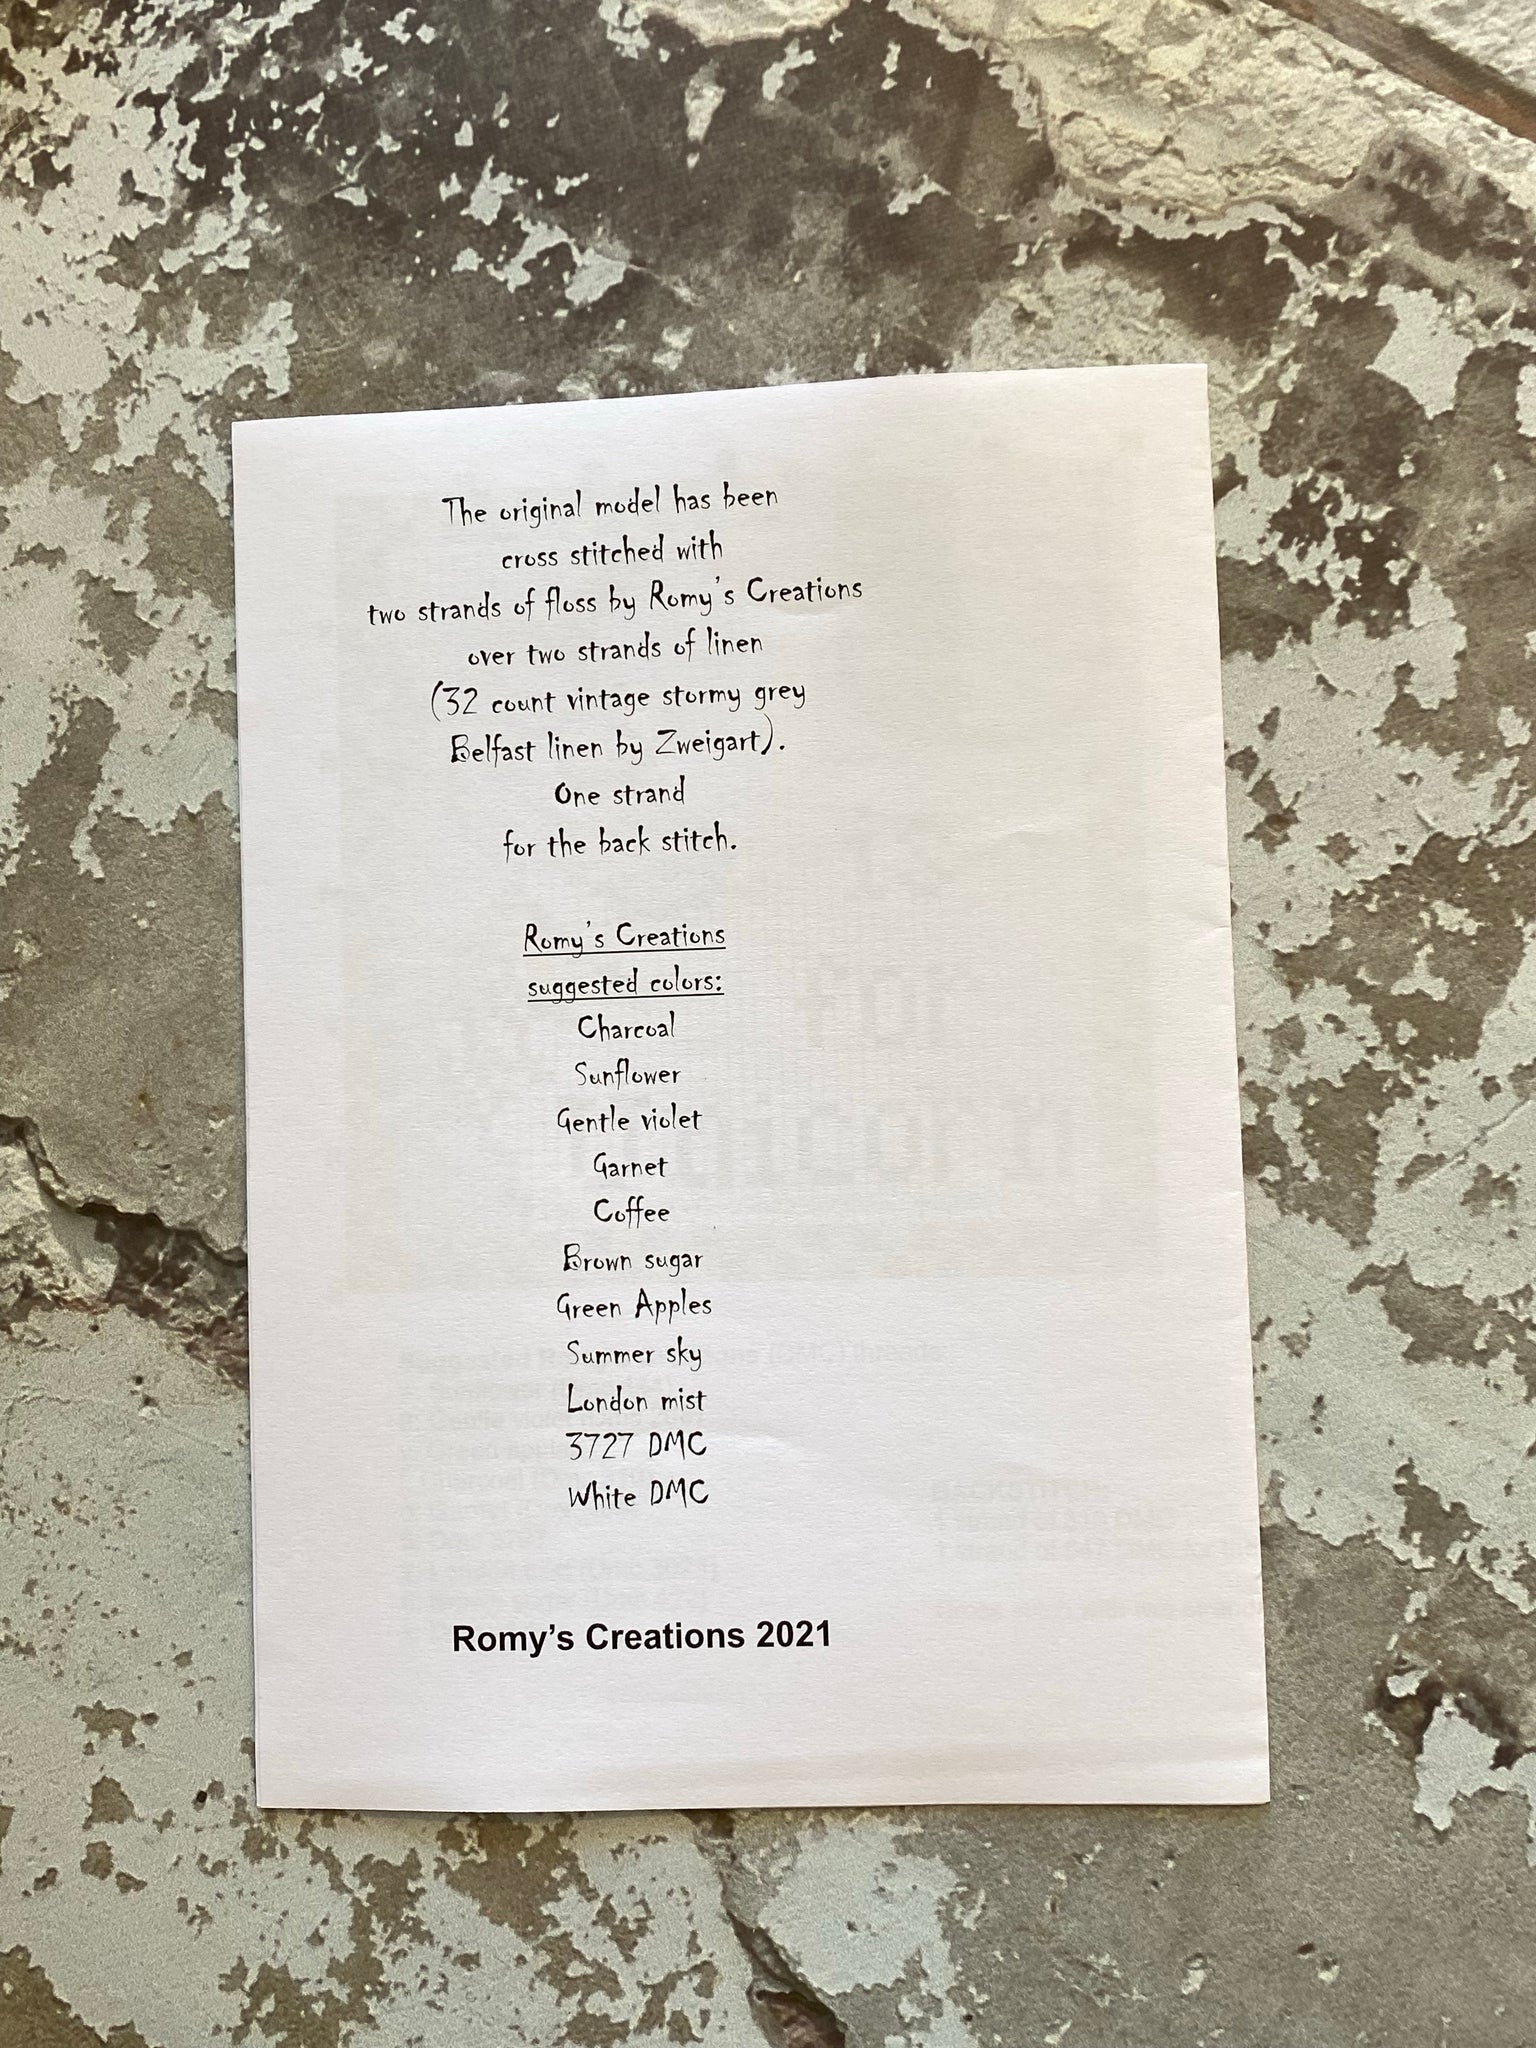 The original model has been
cross stitched with
two strands of floss by Romy's Creations
over two strands of linen
(32 count vintage stormy grey
Belfast linen by Zweigart).
One strand
for the back stitch.
Romy's Creations
suggested colors:
Charcoal
Sunflower
Gentle violet
Garnet
Coffee
Brown sugar
Green Apples
Summer sky
London mist
3727 DMC
White DMC
Romy's Creations 2021